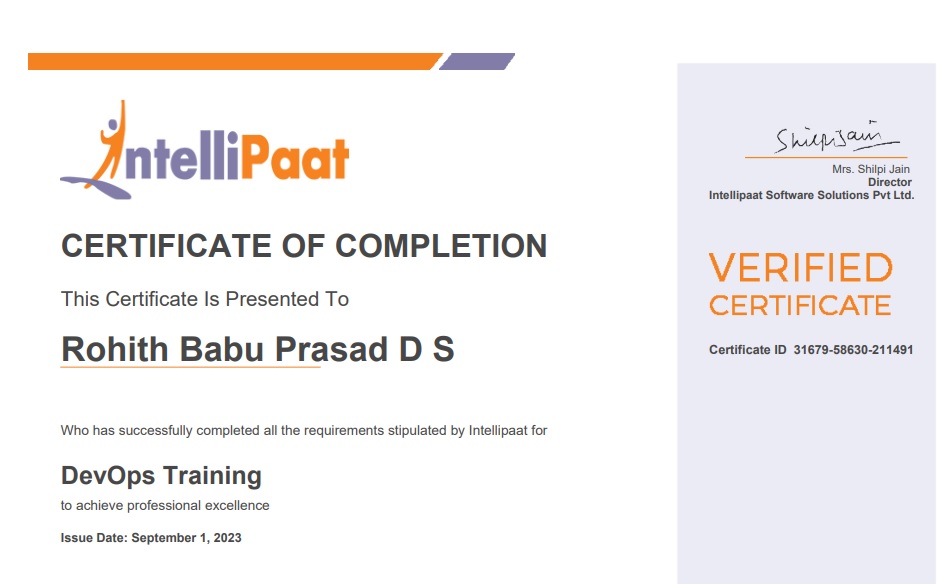 IntelliPaat
CERTIFICATE OF COMPLETION
This Certificate Is Presented To
Rohith Babu Prasad D S
Who has successfully completed all the requirements stipulated by Intellipaat for
DevOps Training
to achieve professional excellence
Issue Date: September 1, 2023
Shilpi Jain
Mrs. Shilpi Jain
Director
Intellipaat Software Solutions Pvt Ltd.
VERIFIED
CERTIFICATE
Certificate ID 31679-58630-211491